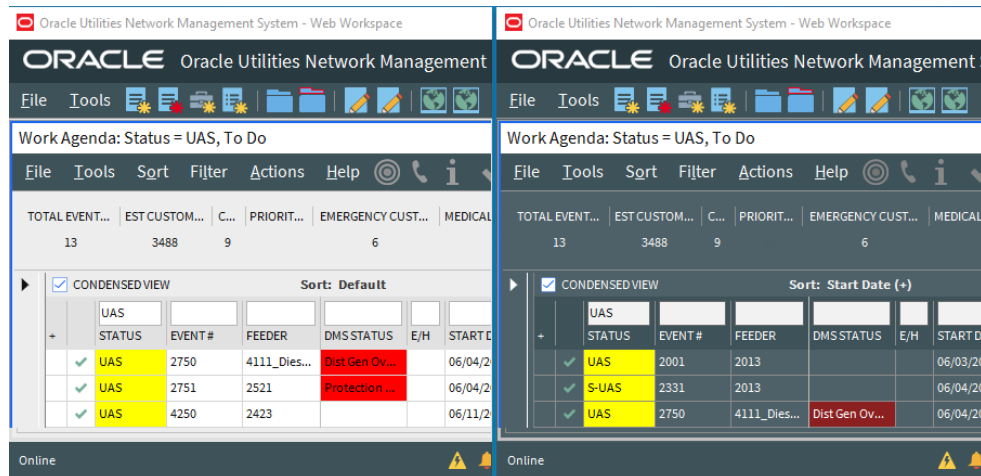 Oracle Utilities Network Management System - Web Workspace
ORACLE Oracle Utilities Network Management
File Tools
Work Agenda: Status = UAS, To Do
File Tools Sort Filter Actions Help
TOTAL EVENT... EST CUSTOM... C... PRIORIT... EMERGENCY CUST... MEDICAL
13 3488 9 6
CONDENSED VIEW Sort: Default
UAS
+ STATUS EVENT # FEEDER DMS STATUS E/H START D
UAS 2750 4111_Dies... Dist Gen Ov... 06/04/2
UAS 2751 2521 Protection ... 06/04/2
UAS 4250 2423 06/11/2
Online
Oracle Utilities Network Management System - Web Workspace
ORACLE Oracle Utilities Network Management S
File Tools
Work Agenda: Status = UAS, To Do
File Tools Sort Filter Actions Help
TOTAL EVENT... EST CUSTOM... C... PRIORIT... EMERGENCY CUST... MEDICAL
13 3488 9 6
CONDENSED VIEW Sort: Start Date (+)
UAS
+ STATUS EVENT # FEEDER DMS STATUS E/H START D
UAS 2001 2013 06/03/2
S-UAS 2331 2013 06/04/2
UAS 2750 4111_Dies... Dist Gen Ov... 06/04/2
Online